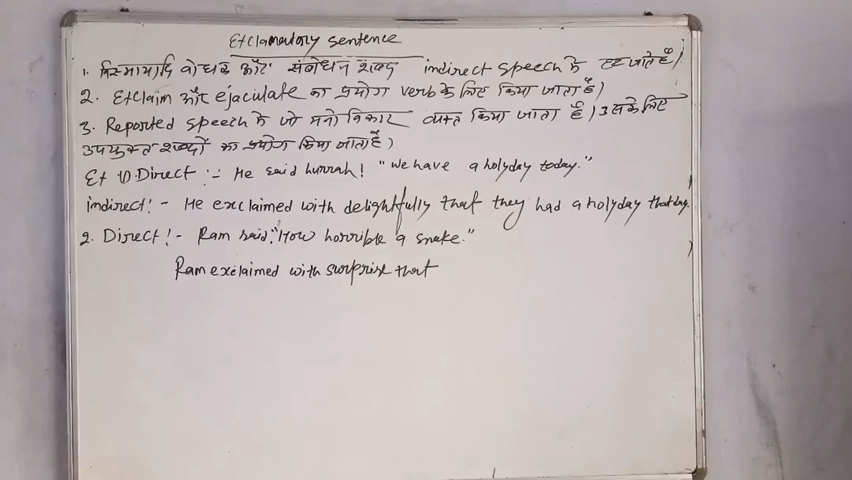 Exclamatory sentence
1. विस्मयादि बोधक और संबोधन शब्द indirect speech मे हट जाते है।
2. Exclaim और ejaculate का प्रयोग verb के लिए किया जाता है।
3. Reported speech मे जो मनो विकार व्यक्त किया जाता है। उसके लिए
उपयुक्त शब्दों का प्रयोग किया जाता है।
Ex 1) Direct :- He said hurrah! "We have a holyday today."
indirect :- He exclaimed with delightfully that they had a holyday that day.
2. Direct :- Ram said, "How horrible a snake."
Ram exclaimed with surprise that